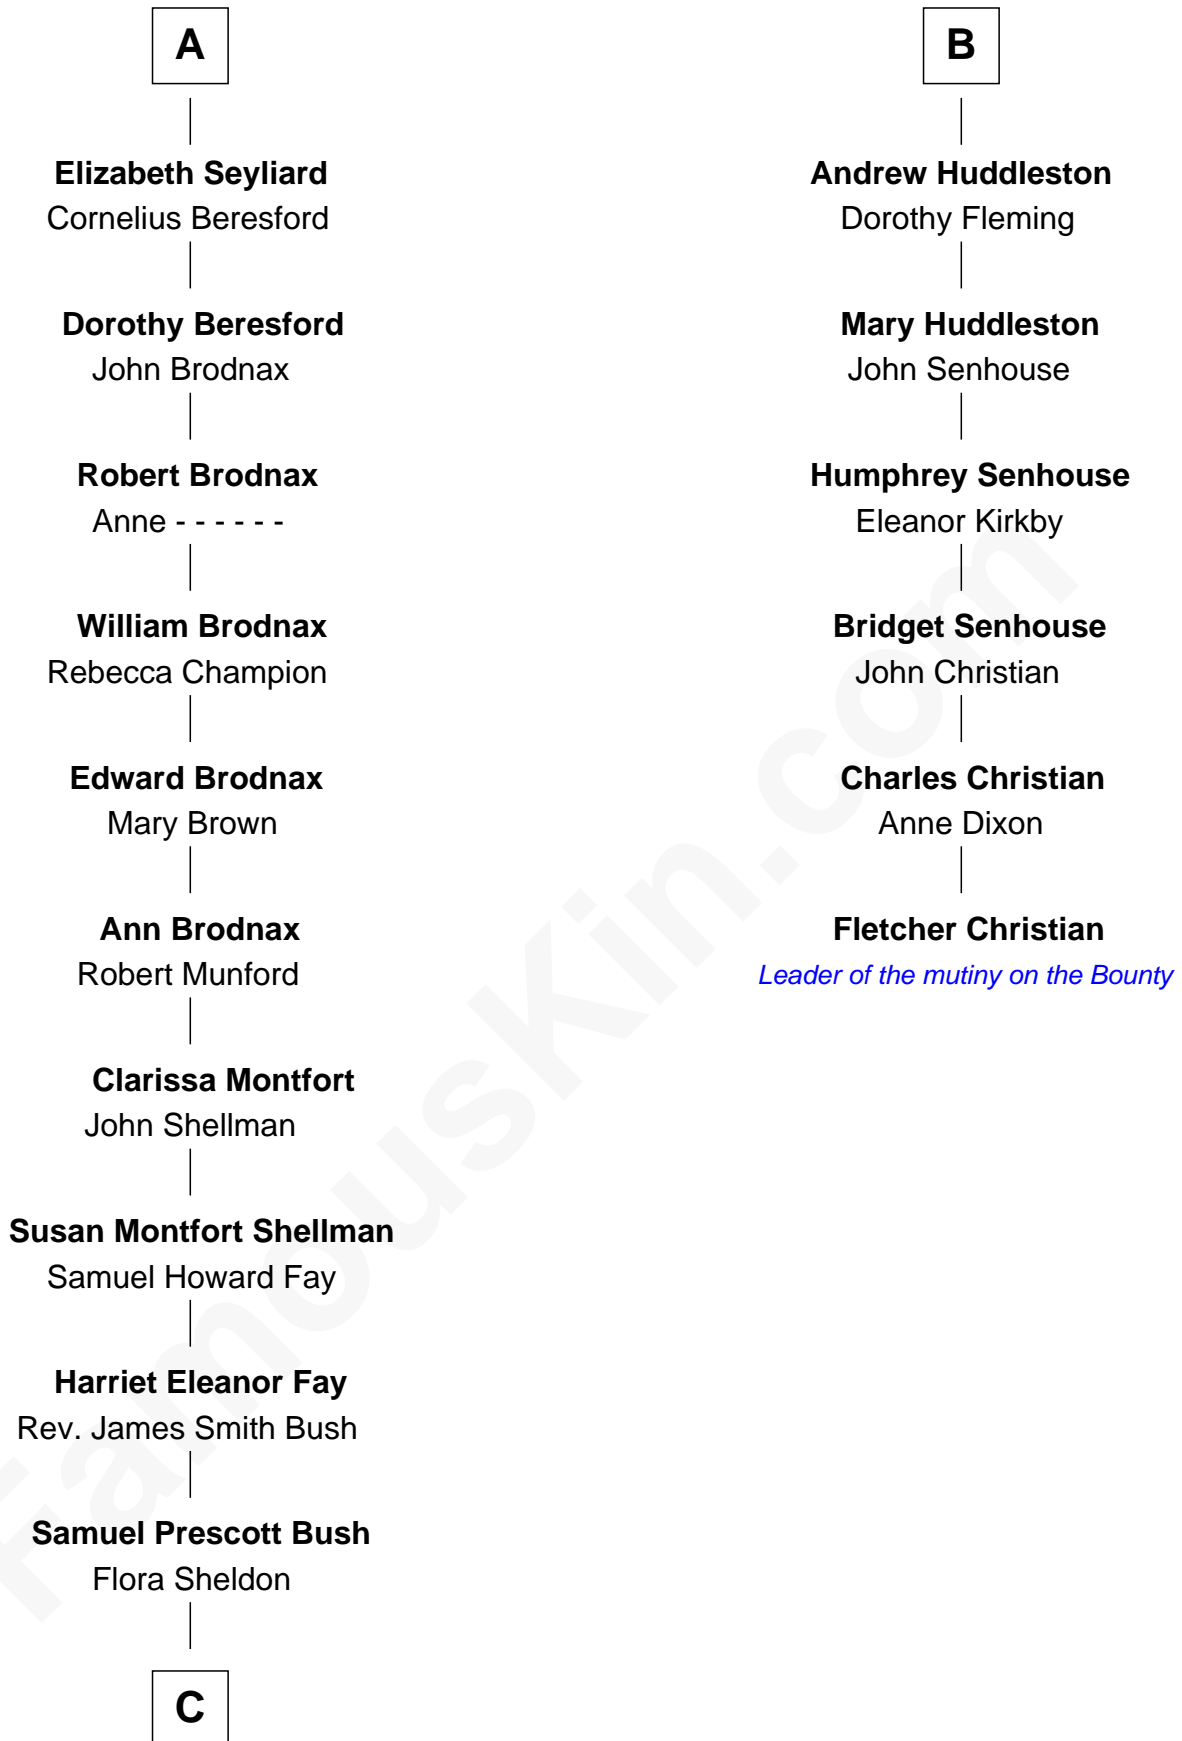 A
Elizabeth Seyliard
Cornelius Beresford
Dorothy Beresford
John Brodnax
Robert Brodnax
Anne - - - - - -
William Brodnax
Rebecca Champion
Edward Brodnax
Mary Brown
Ann Brodnax
Robert Munford
Clarissa Montfort
John Shellman
Susan Montfort Shellman
Samuel Howard Fay
Harriet Eleanor Fay
Rev. James Smith Bush
Samuel Prescott Bush
Flora Sheldon
C
B
Andrew Huddleston
Dorothy Fleming
Mary Huddleston
John Senhouse
Humphrey Senhouse
Eleanor Kirkby
Bridget Senhouse
John Christian
Charles Christian
Anne Dixon
Fletcher Christian
Leader of the mutiny on the Bounty
FamousKin.com